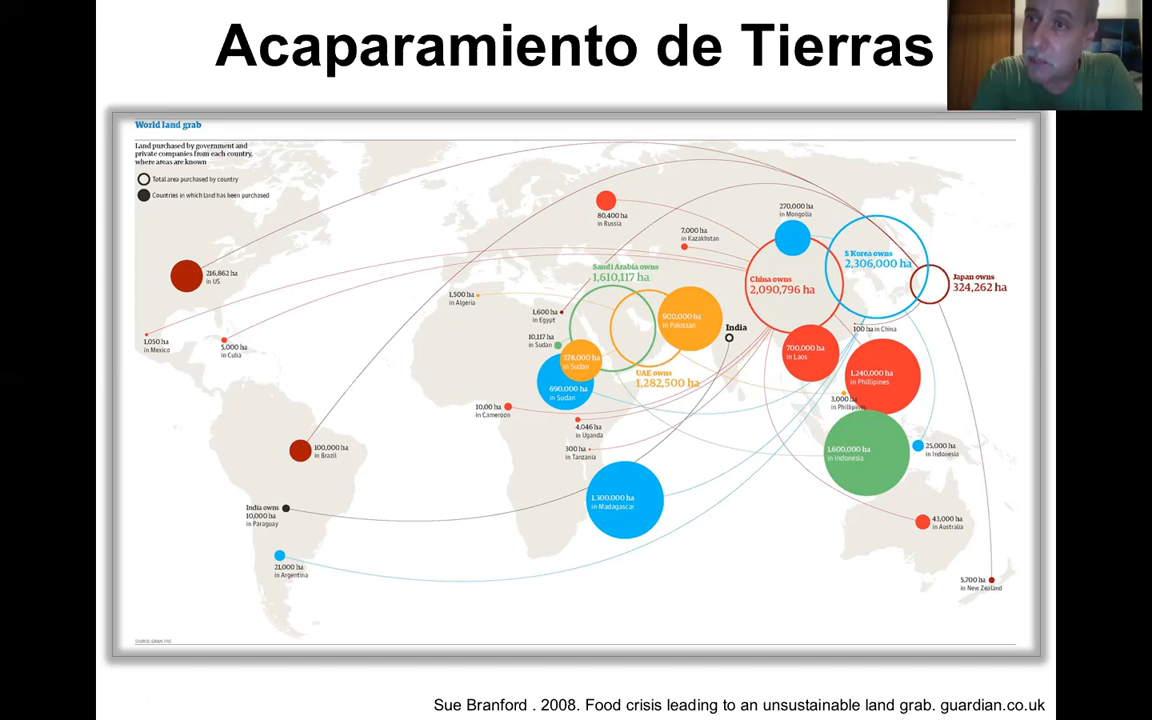 Acaparamiento de Tierras
World land grab
Land purchased by government and
private companies from each country,
where areas are known
Total area purchased by country
Countries in which land has been purchased
216,862 ha
in US
1,050 ha
in Mexico
5,000 ha
in Cuba
100,000 ha
in Brazil
India owns
10,000 ha
in Paraguay
21,000 ha
in Argentina
80,400 ha
in Russia
7,000 ha
in Kazakhstan
270,000 ha
in Mongolia
Saudi Arabia owns
1,610,117 ha
1,500 ha
in Algeria
1,600 ha
in Egypt
10,117 ha
in Sudan
378,000 ha
in Sudan
690,000 ha
in Sudan
900,000 ha
in Pakistan
UAE owns
1,282,500 ha
India
China owns
2,090,796 ha
S Korea owns
2,306,000 ha
Japan owns
324,262 ha
100 ha in China
700,000 ha
in Laos
1,240,000 ha
in Phillipines
3,000 ha
in Phillipines
10,00 ha
in Cameroon
4,046 ha
in Uganda
300 ha
in Tanzania
1,300,000 ha
in Madagascar
1,600,000 ha
in Indonesia
25,000 ha
in Indonesia
43,000 ha
in Australia
5,700 ha
in New Zealand
Sue Branford . 2008. Food crisis leading to an unsustainable land grab. guardian.co.uk